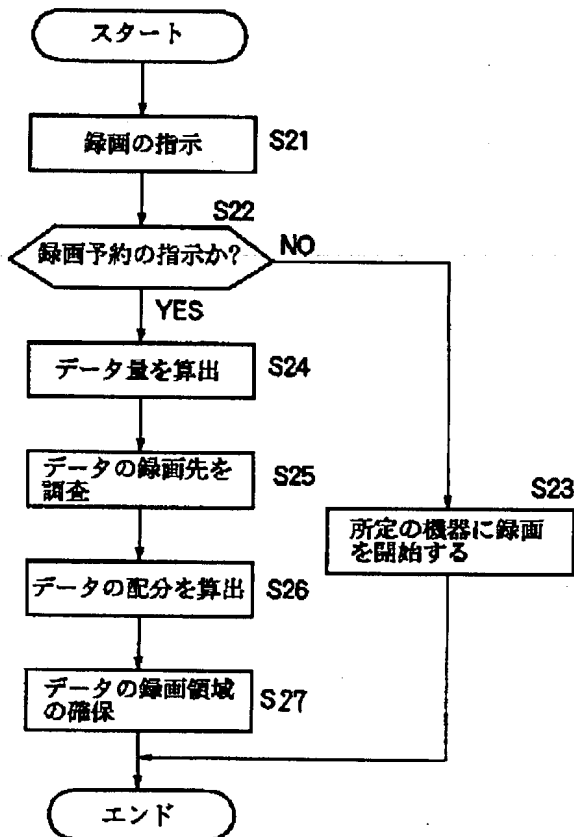 スタート
録画の指示
S21
S22
録画予約の指示か?
NO
YES
データ量を算出
S24
データの録画先を
調査
S25
S23
所定の機器に録画
を開始する
データの配分を算出
S26
データの録画領域
の確保
S27
エンド